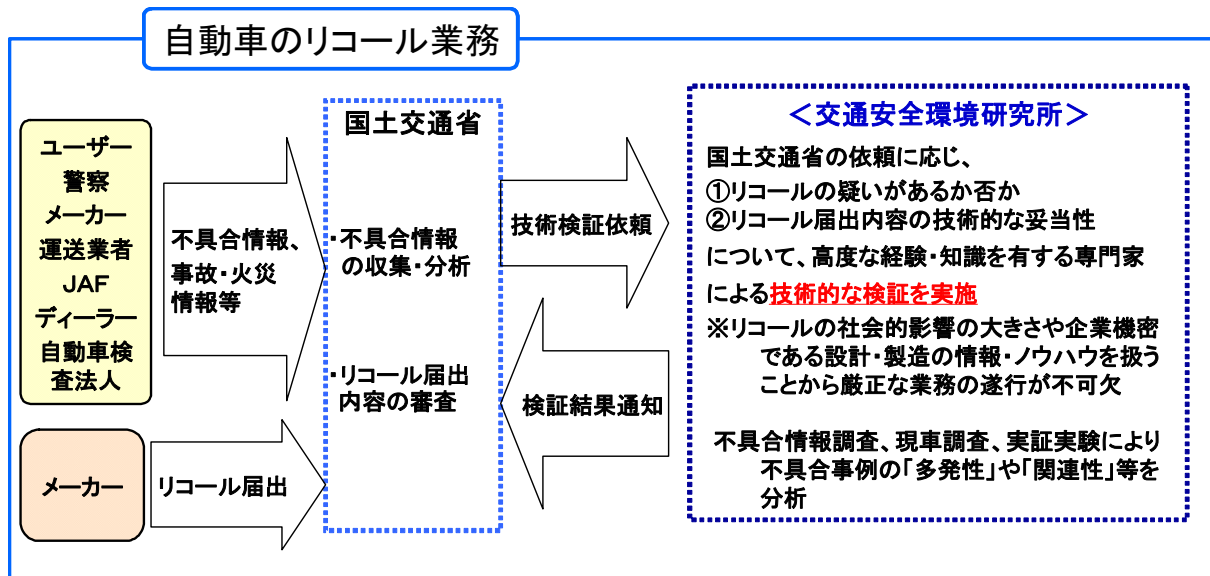 自動車のリコール業務
ユーザー
警察
メーカー
運送業者
JAF
ディーラー
自動車検
査法人
不具合情報、
事故・火災
情報等
メーカー
リコール届出
国土交通省
・不具合情報
の収集・分析
・リコール届出
内容の審査
技術検証依頼
検証結果通知
＜交通安全環境研究所＞
国土交通省の依頼に応じ、
①リコールの疑いがあるか否か
②リコール届出内容の技術的な妥当性
について、高度な経験・知識を有する専門家
による技術的な検証を実施
※リコールの社会的影響の大きさや企業機密
である設計・製造の情報・ノウハウを扱う
ことから厳正な業務の遂行が不可欠
不具合情報調査、現車調査、実証実験により
不具合事例の「多発性」や「関連性」等を
分析